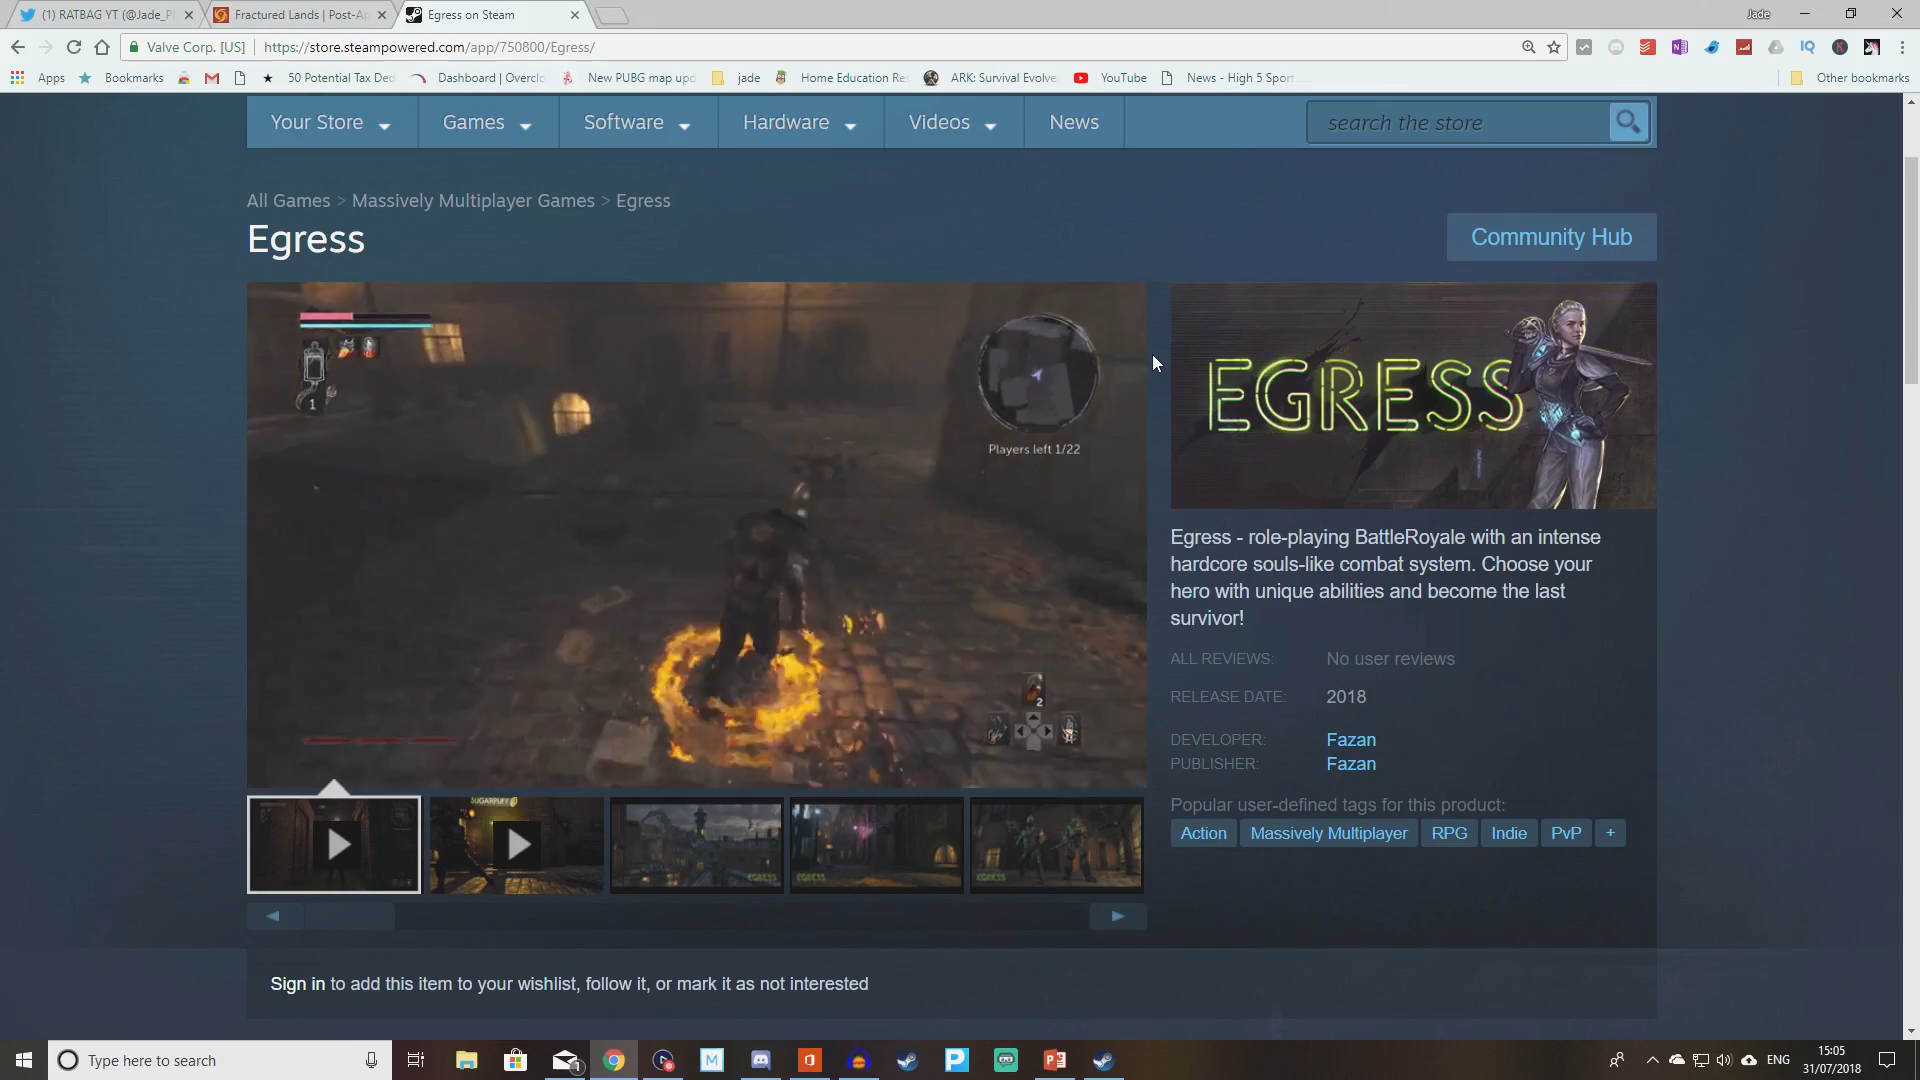 (1) RATBAG YT (@Jade_Pl
Fractured Lands | Post-Ap
Egress on Steam
Jade
Valve Corp. [US]
https://store.steampowered.com/app/750800/Egress/
Apps
Bookmarks
50 Potential Tax Ded
Dashboard | Overclo
New PUBG map upd
jade
Home Education Res
ARK: Survival Evolve
YouTube
News - High 5 Sport
Other bookmarks
Your Store
Games
Software
Hardware
Videos
News
search the store
All Games > Massively Multiplayer Games > Egress
Egress
Community Hub
1
Players left 1/22
2
EGRESS
Egress - role-playing BattleRoyale with an intense
hardcore souls-like combat system. Choose your
hero with unique abilities and become the last
survivor!
ALL REVIEWS: No user reviews
RELEASE DATE: 2018
DEVELOPER: Fazan
PUBLISHER: Fazan
Popular user-defined tags for this product:
Action Massively Multiplayer RPG Indie PvP +
SUGARPUFF
EGRESS
EGRESS
EGRESS
Sign in to add this item to your wishlist, follow it, or mark it as not interested
Type here to search
ENG
15:05
31/07/2018